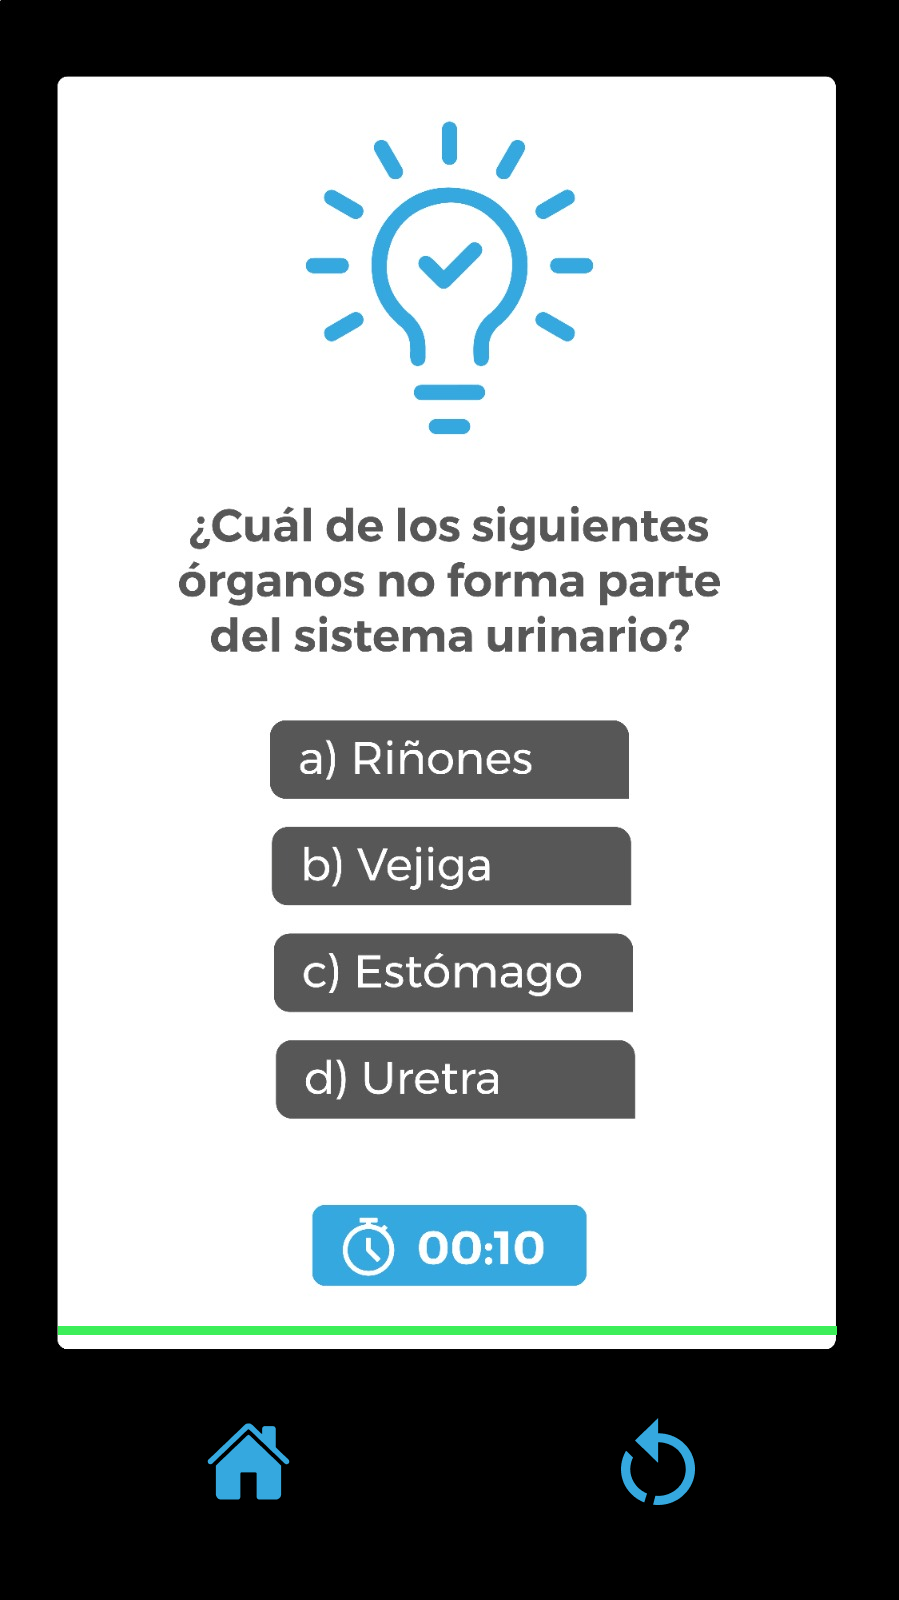 ¿Cuál de los siguientes
órganos no forma parte
del sistema urinario?
a) Riñones
b) Vejiga
c) Estómago
d) Uretra
00:10